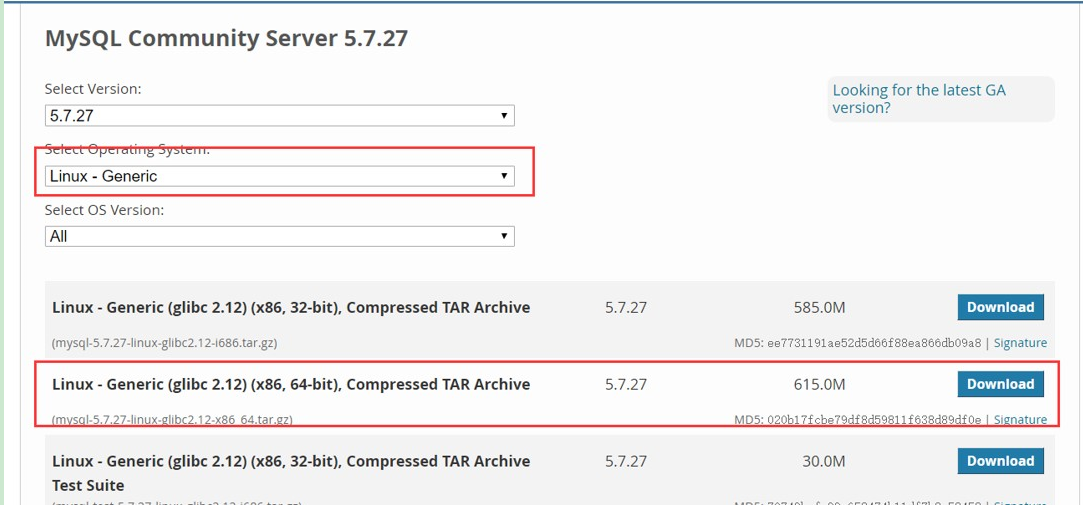 MySQL Community Server 5.7.27
Select Version:
5.7.27
Looking for the latest GA
version?
Select Operating System:
Linux - Generic
Select OS Version:
All
Linux - Generic (glibc 2.12) (x86, 32-bit), Compressed TAR Archive 5.7.27 585.0M Download
(mysql-5.7.27-linux-glibc2.12-i686.tar.gz) MD5: ee7731191ae52d5d66f88ea866db09a8 | Signature
Linux - Generic (glibc 2.12) (x86, 64-bit), Compressed TAR Archive 5.7.27 615.0M Download
(mysql-5.7.27-linux-glibc2.12-x86_64.tar.gz) MD5: 020b17fcbe79df8d59811f638d89df0e | Signature
Linux - Generic (glibc 2.12) (x86, 32-bit), Compressed TAR Archive 5.7.27 30.0M Download
Test Suite